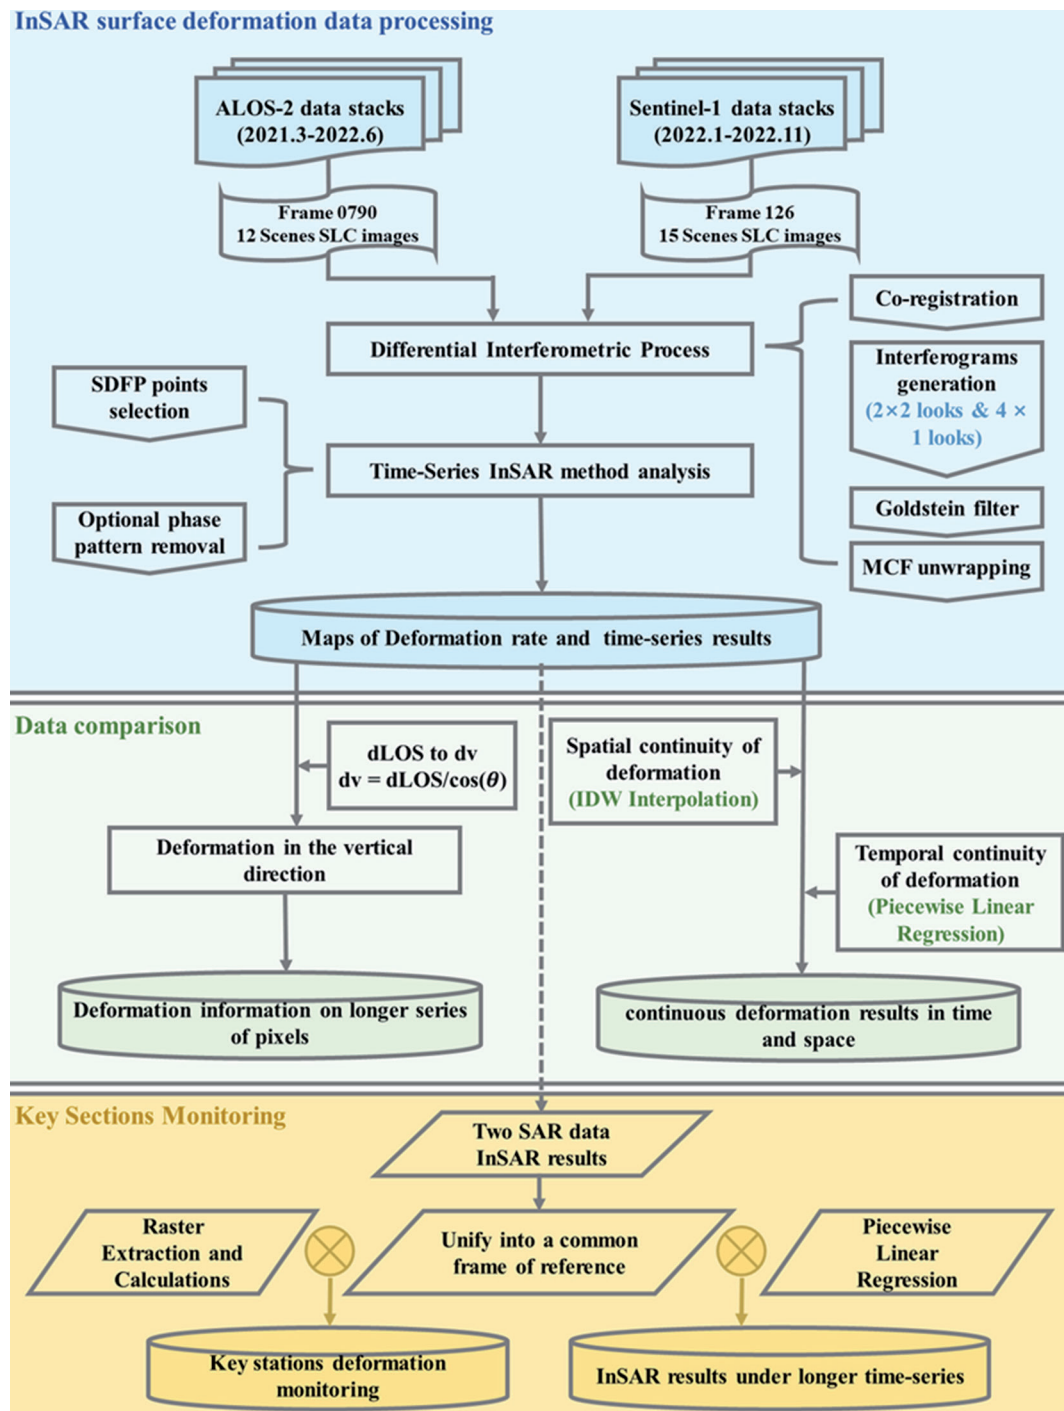 InSAR surface deformation data processing
ALOS-2 data stacks
(2021.3-2022.6)
Sentinel-1 data stacks
(2022.1-2022.11)
Frame 0790
12 Scenes SLC images
Frame 126
15 Scenes SLC images
Differential Interferometric Process
Co-registration
Interferograms
generation
(2×2 looks & 4 ×
1 looks)
Goldstein filter
MCF unwrapping
SDFP points
selection
Optional phase
pattern removal
Time-Series InSAR method analysis
Maps of Deformation rate and time-series results
Data comparison
dLOS to dv
dv = dLOS/cos(θ)
Spatial continuity of
deformation
(IDW Interpolation)
Deformation in the vertical
direction
Temporal continuity
of deformation
(Piecewise Linear
Regression)
Deformation information on longer series
of pixels
continuous deformation results in time
and space
Key Sections Monitoring
Two SAR data
InSAR results
Raster
Extraction and
Calculations
Unify into a common
frame of reference
Piecewise
Linear
Regression
Key stations deformation
monitoring
InSAR results under longer time-series